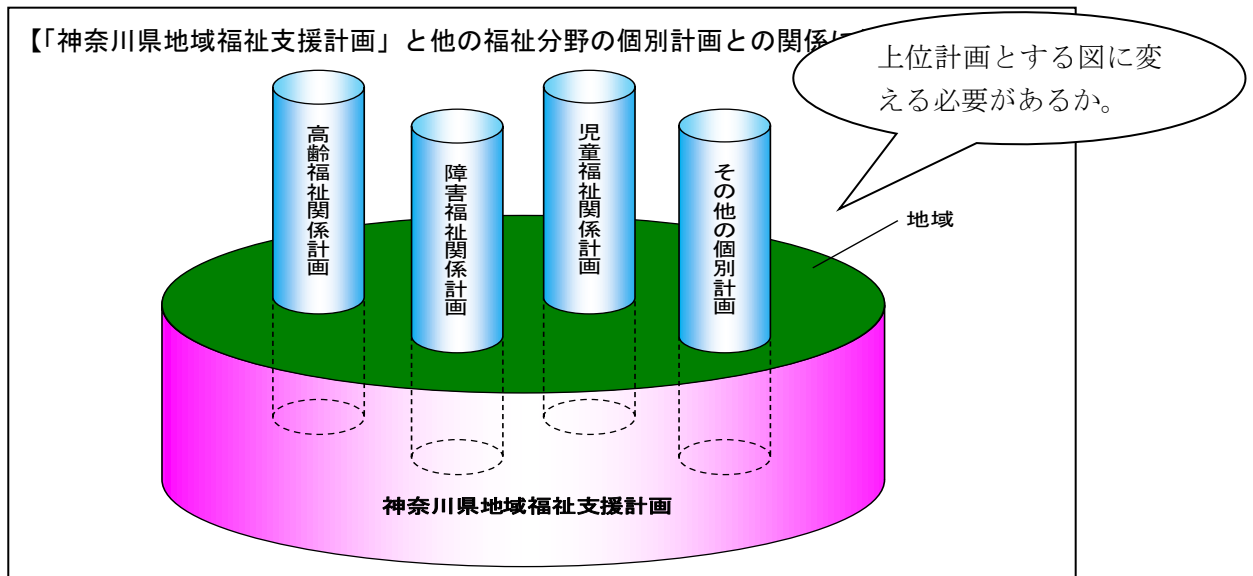 【「神奈川県地域福祉支援計画」と他の福祉分野の個別計画との関係に
上位計画とする図に変
える必要があるか。
高齢福祉関係計画
障害福祉関係計画
児童福祉関係計画
その他の個別計画
地域
神奈川県地域福祉支援計画